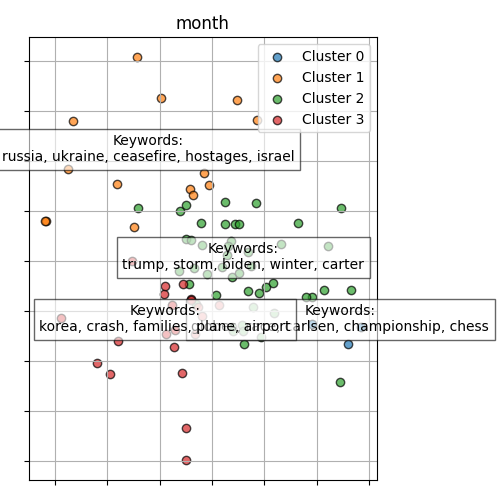 month
Cluster 0
Cluster 1
Cluster 2
Cluster 3
Keywords:
russia, ukraine, ceasefire, hostages, israel
Keywords:
trump, storm, biden, winter, carter
Keywords:
korea, crash, families, plane, airport
Keywords:
carlsen, championship, chess